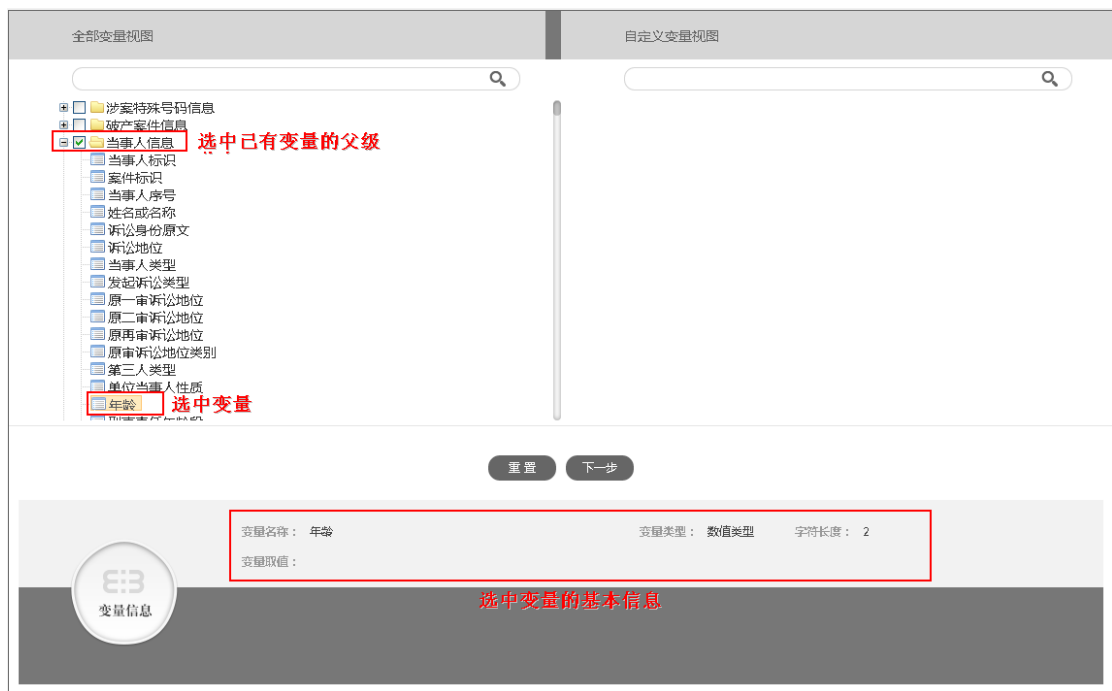 全部变量视图
自定义变量视图
涉案特殊号码信息
破产案件信息
当事人信息
选中已有变量的父级
当事人标识
案件标识
当事人序号
姓名或名称
诉讼身份原文
诉讼地位
当事人类型
发起诉讼类型
原一审诉讼地位
原二审诉讼地位
原再审诉讼地位
原审诉讼地位类别
第三人类型
单位当事人性质
年龄
选中变量
刑事责任年龄段
重置
下一步
变量名称： 年龄
变量类型： 数值类型
字符长度： 2
变量取值：
选中变量的基本信息
变量信息